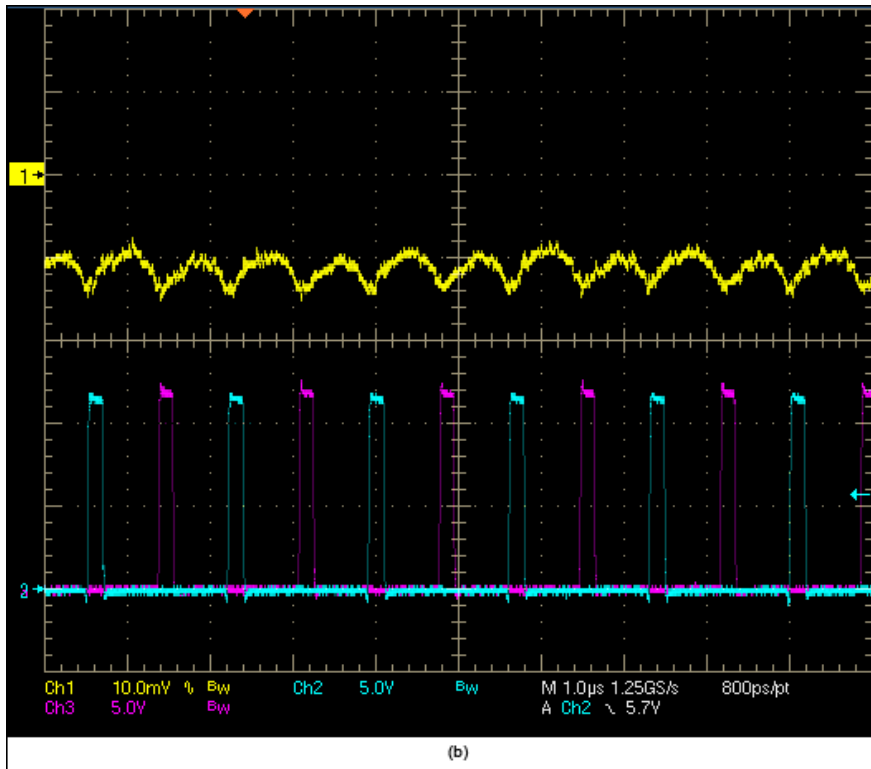 1
2
Ch1 10.0mV ∿ Bw Ch2 5.0V Bw M 1.0µs 1.25GS/s 800ps/pt
Ch3 5.0V Bw A Ch2 ⤵ 5.7V
(b)